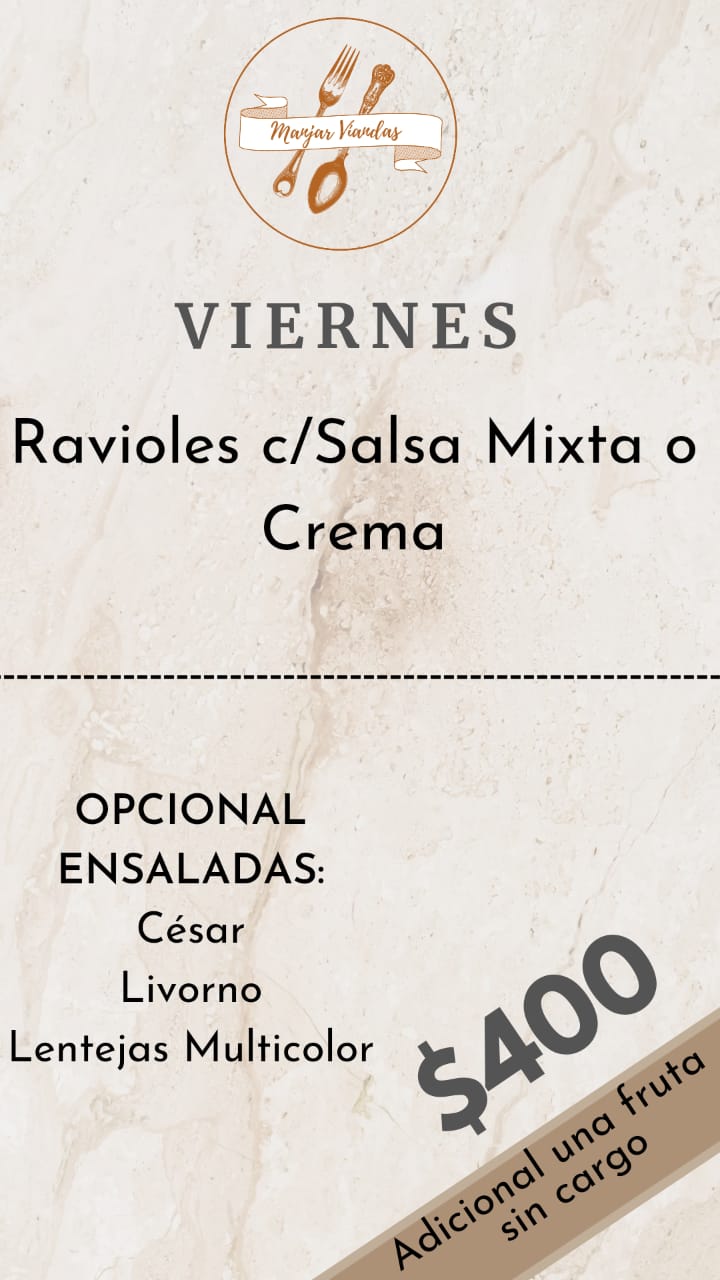 Manjar Viandas
VIERNES
Ravioles c/Salsa Mixta o
Crema
OPCIONAL
ENSALADAS:
César
Livorno
Lentejas Multicolor
$400
Adicional una fruta
sin cargo